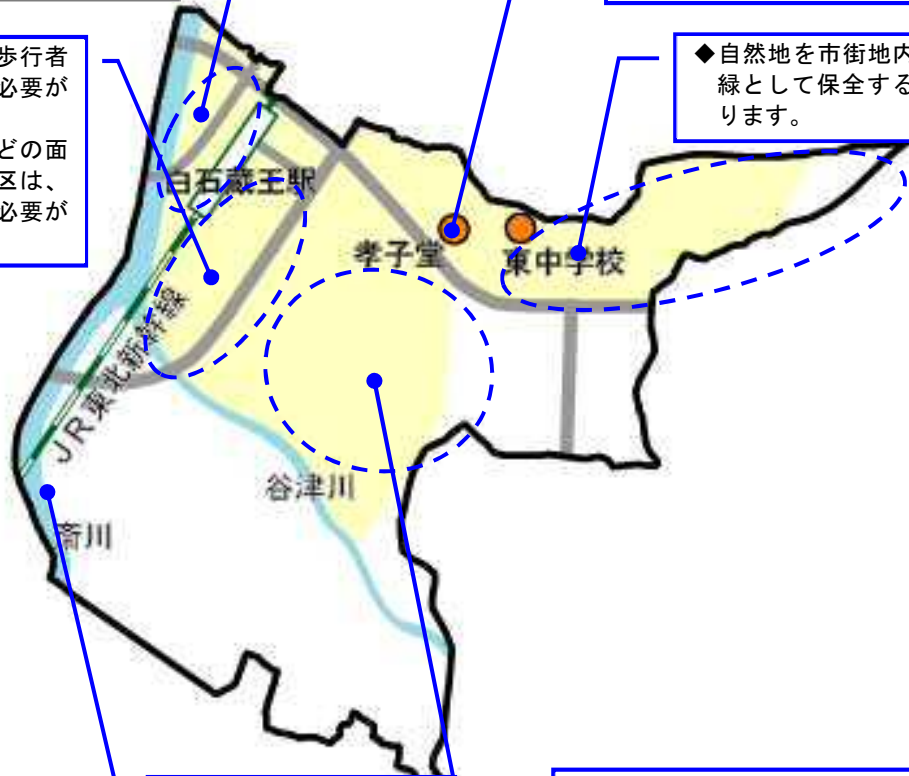 歩行者
必要が
どの面
区は、
必要が
◆自然地を市街地内
緑として保全する
ります。
白石蔵王駅
孝子堂
東中学校
JR東北新幹線
谷津川
斎川